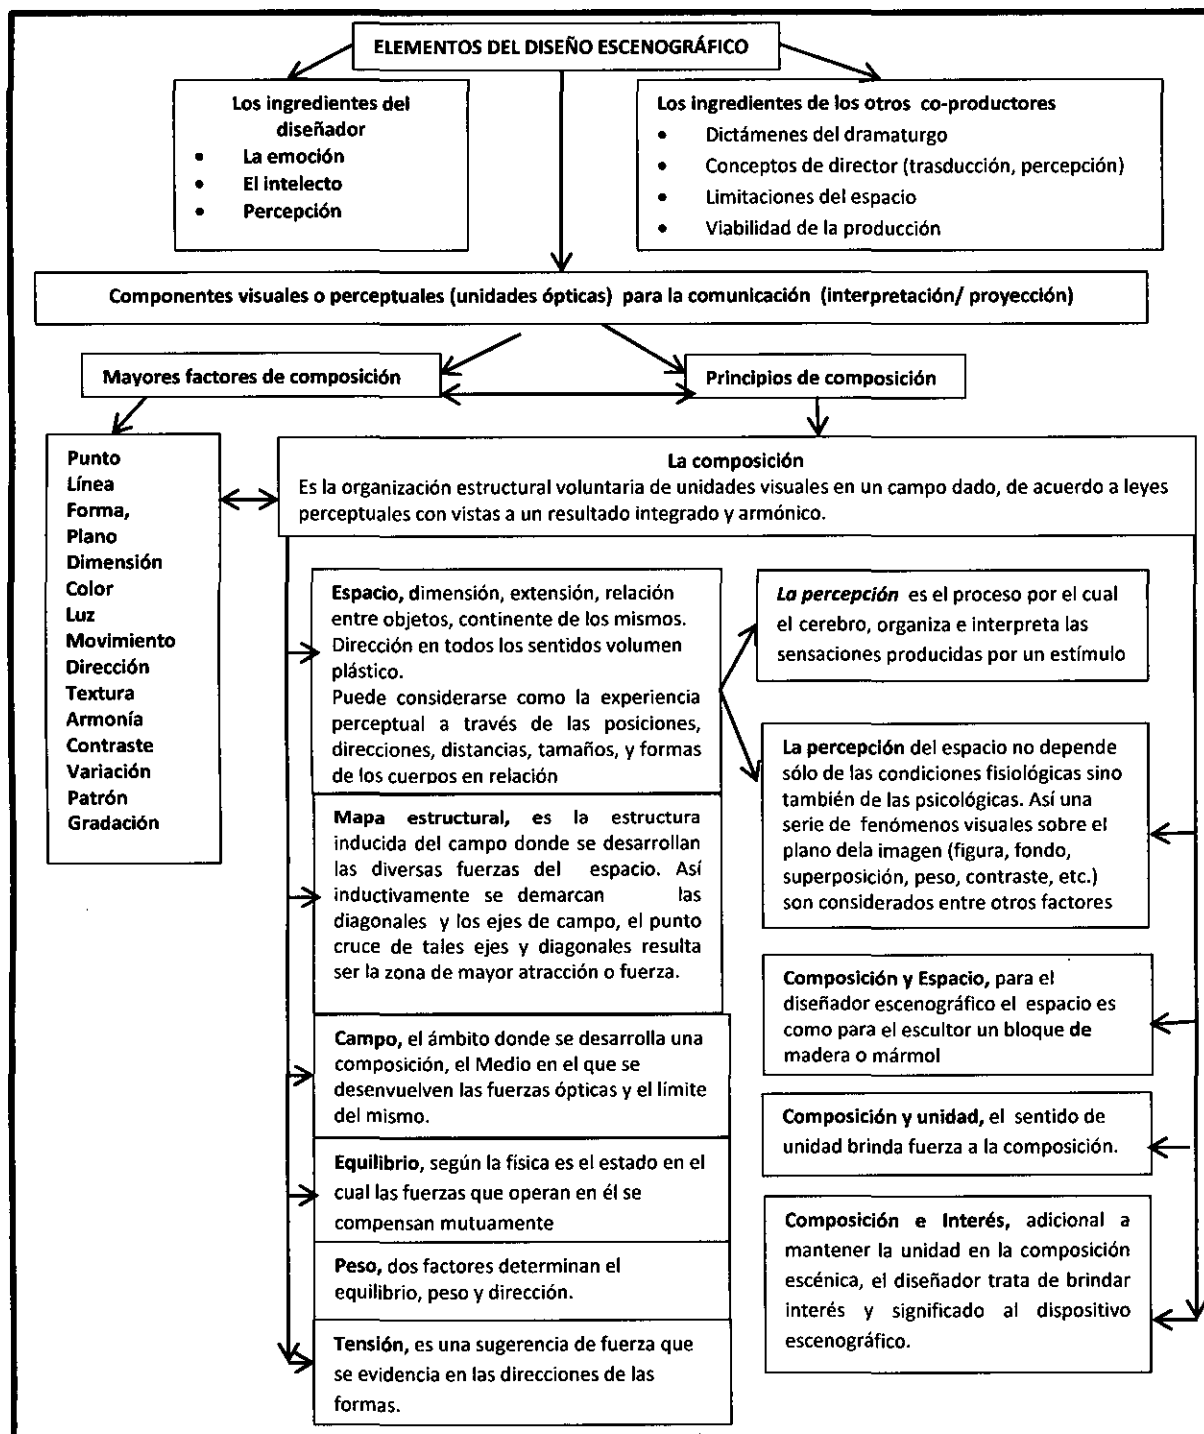 ELEMENTOS DEL DISEÑO ESCENOGRÁFICO
Los ingredientes del
diseñador
• La emoción
• El intelecto
• Percepción
Los ingredientes de los otros co-productores
• Dictámenes del dramaturgo
• Conceptos de director (trasducción, percepción)
• Limitaciones del espacio
• Viabilidad de la producción
Componentes visuales o perceptuales (unidades ópticas) para la comunicación (interpretación/ proyección)
Mayores factores de composición
Principios de composición
Punto
Línea
Forma,
Plano
Dimensión
Color
Luz
Movimiento
Dirección
Textura
Armonía
Contraste
Variación
Patrón
Gradación
La composición
Es la organización estructural voluntaria de unidades visuales en un campo dado, de acuerdo a leyes
perceptuales con vistas a un resultado integrado y armónico.
Espacio, dimensión, extensión, relación
entre objetos, continente de los mismos.
Dirección en todos los sentidos volumen
plástico.
Puede considerarse como la experiencia
perceptual a través de las posiciones,
direcciones, distancias, tamaños, y formas
de los cuerpos en relación
Mapa estructural, es la estructura
inducida del campo donde se desarrollan
las diversas fuerzas del espacio. Así
inductivamente se demarcan las
diagonales y los ejes de campo, el punto
cruce de tales ejes y diagonales resulta
ser la zona de mayor atracción o fuerza.
Campo, el ámbito donde se desarrolla una
composición, el Medio en el que se
desenvuelven las fuerzas ópticas y el límite
del mismo.
Equilibrio, según la física es el estado en el
cual las fuerzas que operan en él se
compensan mutuamente
Peso, dos factores determinan el
equilibrio, peso y dirección.
Tensión, es una sugerencia de fuerza que
se evidencia en las direcciones de las
formas.
La percepción es el proceso por el cual
el cerebro, organiza e interpreta las
sensaciones producidas por un estímulo
La percepción del espacio no depende
sólo de las condiciones fisiológicas sino
también de las psicológicas. Así una
serie de fenómenos visuales sobre el
plano dela imagen (figura, fondo,
superposición, peso, contraste, etc.)
son considerados entre otros factores
Composición y Espacio, para el
diseñador escenográfico el espacio es
como para el escultor un bloque de
madera o mármol
Composición y unidad, el sentido de
unidad brinda fuerza a la composición.
Composición e Interés, adicional a
mantener la unidad en la composición
escénica, el diseñador trata de brindar
interés y significado al dispositivo
escenográfico.